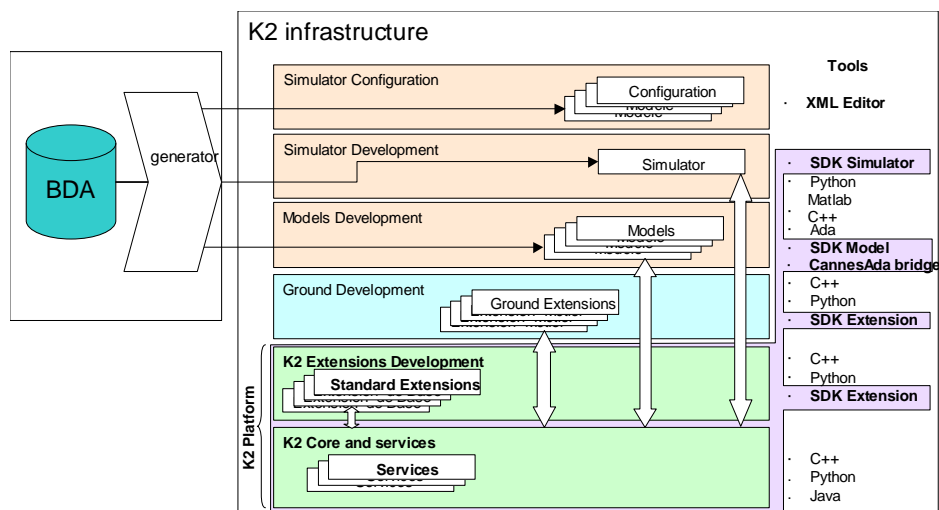 K2 infrastructure
BDA
generator
Simulator Configuration
Configuration
Models
Simulator Development
Simulator
Models Development
Models
Ground Development
Ground Extensions
K2 Platform
K2 Extensions Development
Standard Extensions
K2 Core and services
Services
Tools
· XML Editor
· SDK Simulator
· Python
Matlab
· C++
· Ada
· SDK Model
· CannesAda bridge
· C++
· Python
· SDK Extension
· C++
· Python
· SDK Extension
· C++
· Python
· Java